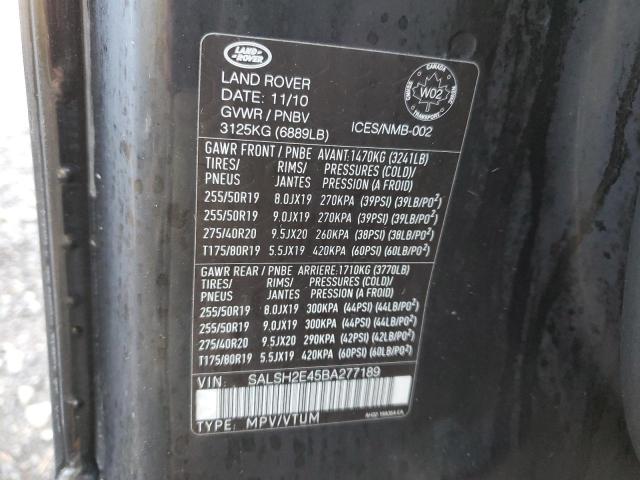 LAND ROVER
LAND ROVER
DATE: 11/10
GVWR / PNBV
3125KG (6889LB)
ICES/NMB-002
CANADA
W02
GAWR FRONT / PNBE AVANT:1470KG (3241LB)
TIRES/ RIMS/ PRESSURES (COLD)/
PNEUS JANTES PRESSION (A FROID)
255/50R19 8.0JX19 270KPA (39PSI) (39LB/PO²)
255/50R19 9.0JX19 270KPA (39PSI) (39LB/PO²)
275/40R20 9.5JX20 260KPA (38PSI) (38LB/PO²)
T175/80R19 5.5JX19 420KPA (60PSI) (60LB/PO²)
GAWR REAR / PNBE ARRIERE:1710KG (3770LB)
TIRES/ RIMS/ PRESSURES (COLD)/
PNEUS JANTES PRESSION (A FROID)
255/50R19 8.0JX19 300KPA (44PSI) (44LB/PO²)
255/50R19 9.0JX19 300KPA (44PSI) (44LB/PO²)
275/40R20 9.5JX20 290KPA (42PSI) (42LB/PO²)
T175/80R19 5.5JX19 420KPA (60PSI) (60LB/PO²)
VIN: SALSH2E45BA277189
TYPE: MPV/VTUM